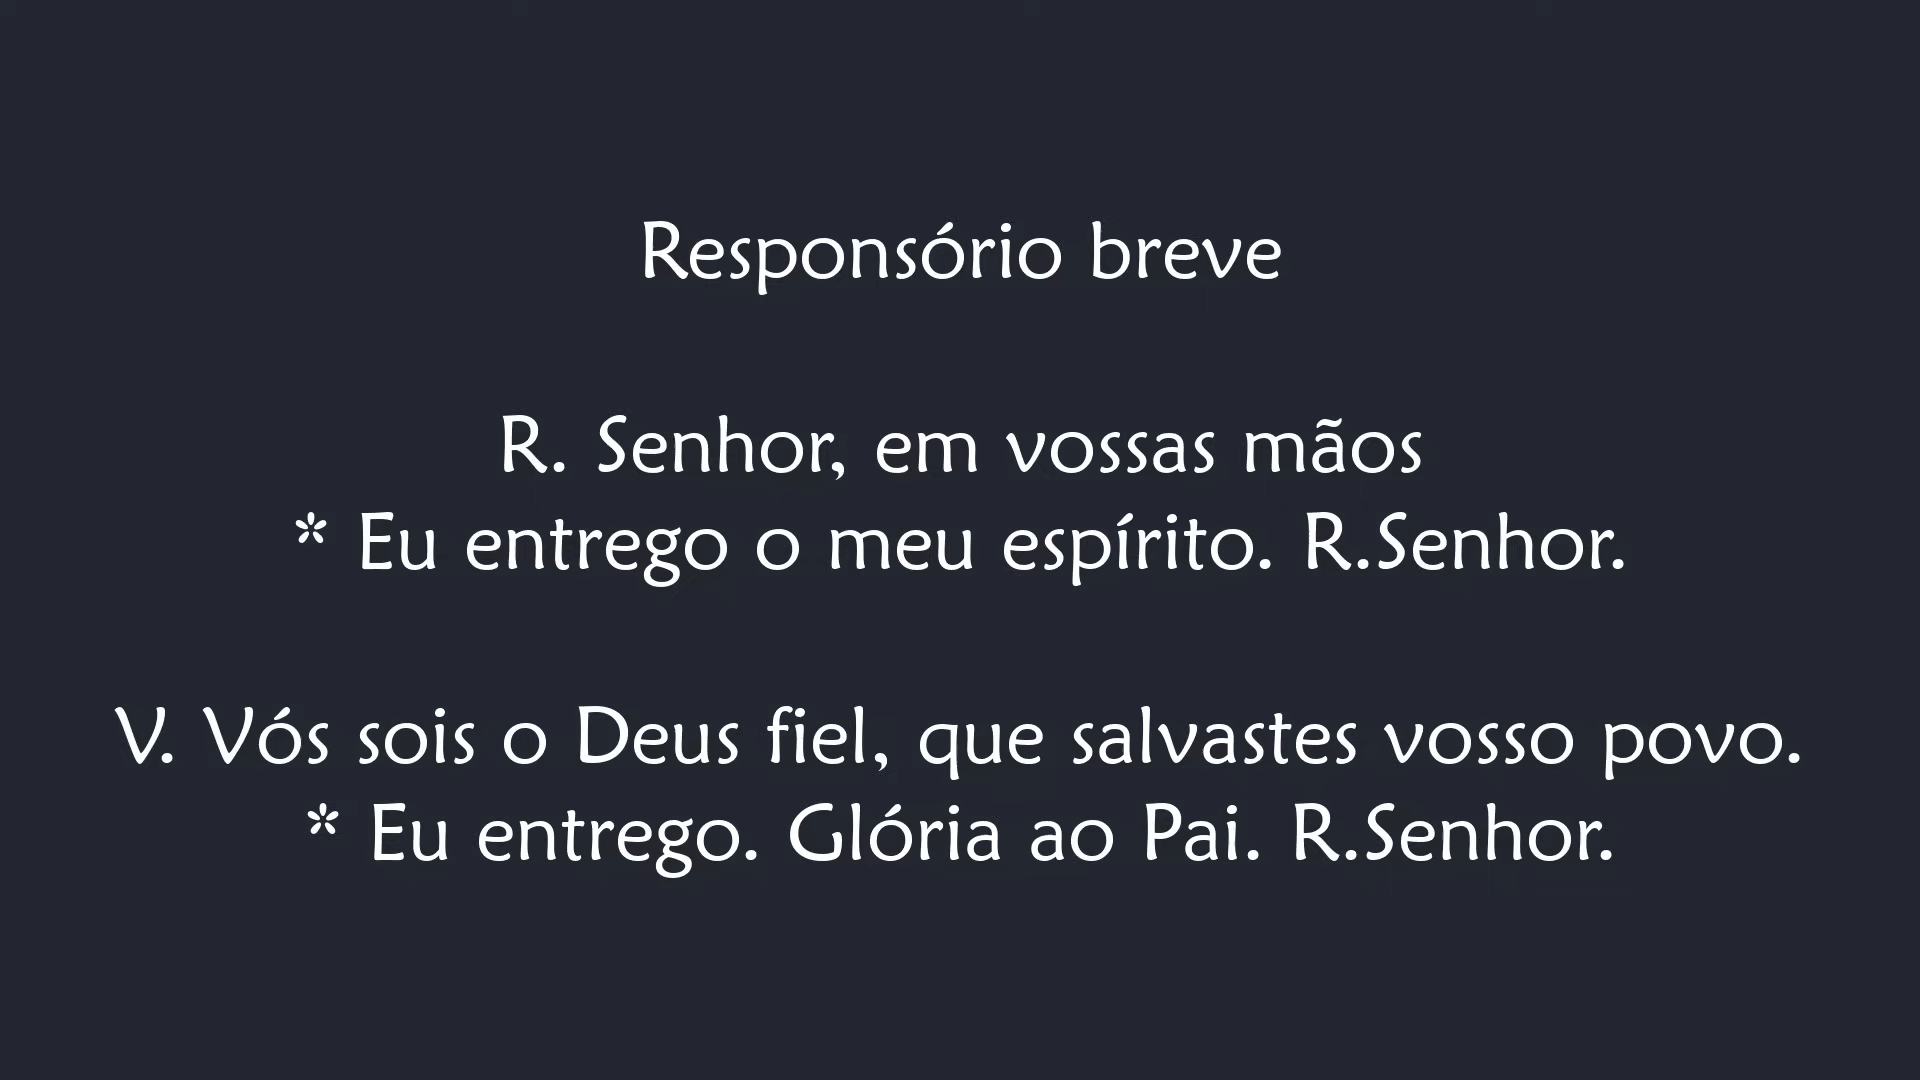 Responsório breve
R. Senhor, em vossas mãos
* Eu entrego o meu espírito. R.Senhor.
V. Vós sois o Deus fiel, que salvastes vosso povo.
* Eu entrego. Glória ao Pai. R.Senhor.